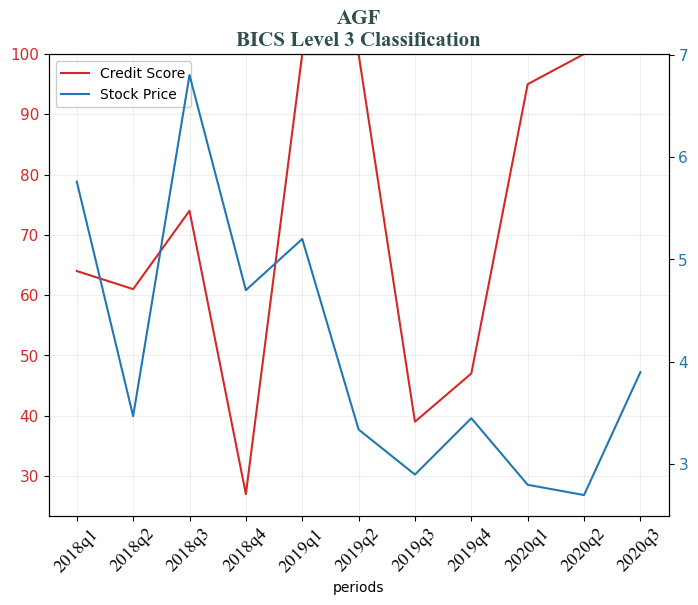 AGF
BICS Level 3 Classification
Credit Score
Stock Price
100
90
80
70
60
50
40
30
7
6
5
4
3
2018q1
2018q2
2018q3
2018q4
2019q1
2019q2
2019q3
2019q4
2020q1
2020q2
2020q3
periods